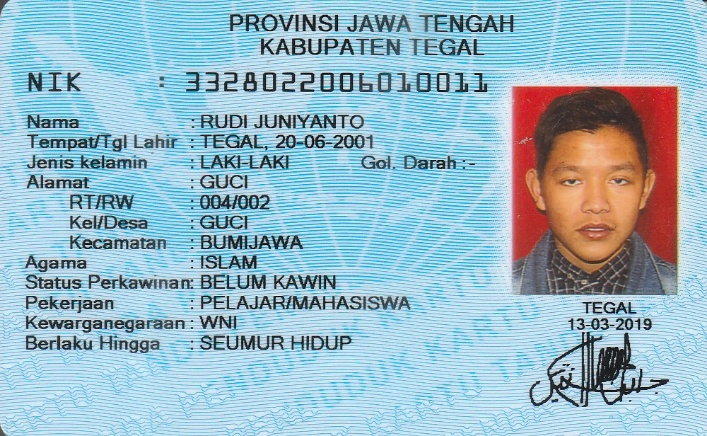 PROVINSI JAWA TENGAH
KABUPATEN TEGAL
NIK : 3328022006010011
Nama : RUDI JUNIYANTO
Tempat/Tgl Lahir : TEGAL, 20-06-2001
Jenis kelamin : LAKI-LAKI Gol. Darah :-
Alamat : GUCI
RT/RW : 004/002
Kel/Desa : GUCI
Kecamatan : BUMIJAWA
Agama : ISLAM
Status Perkawinan: BELUM KAWIN
Pekerjaan : PELAJAR/MAHASISWA
Kewarganegaraan : WNI
Berlaku Hingga : SEUMUR HIDUP
TEGAL
13-03-2019